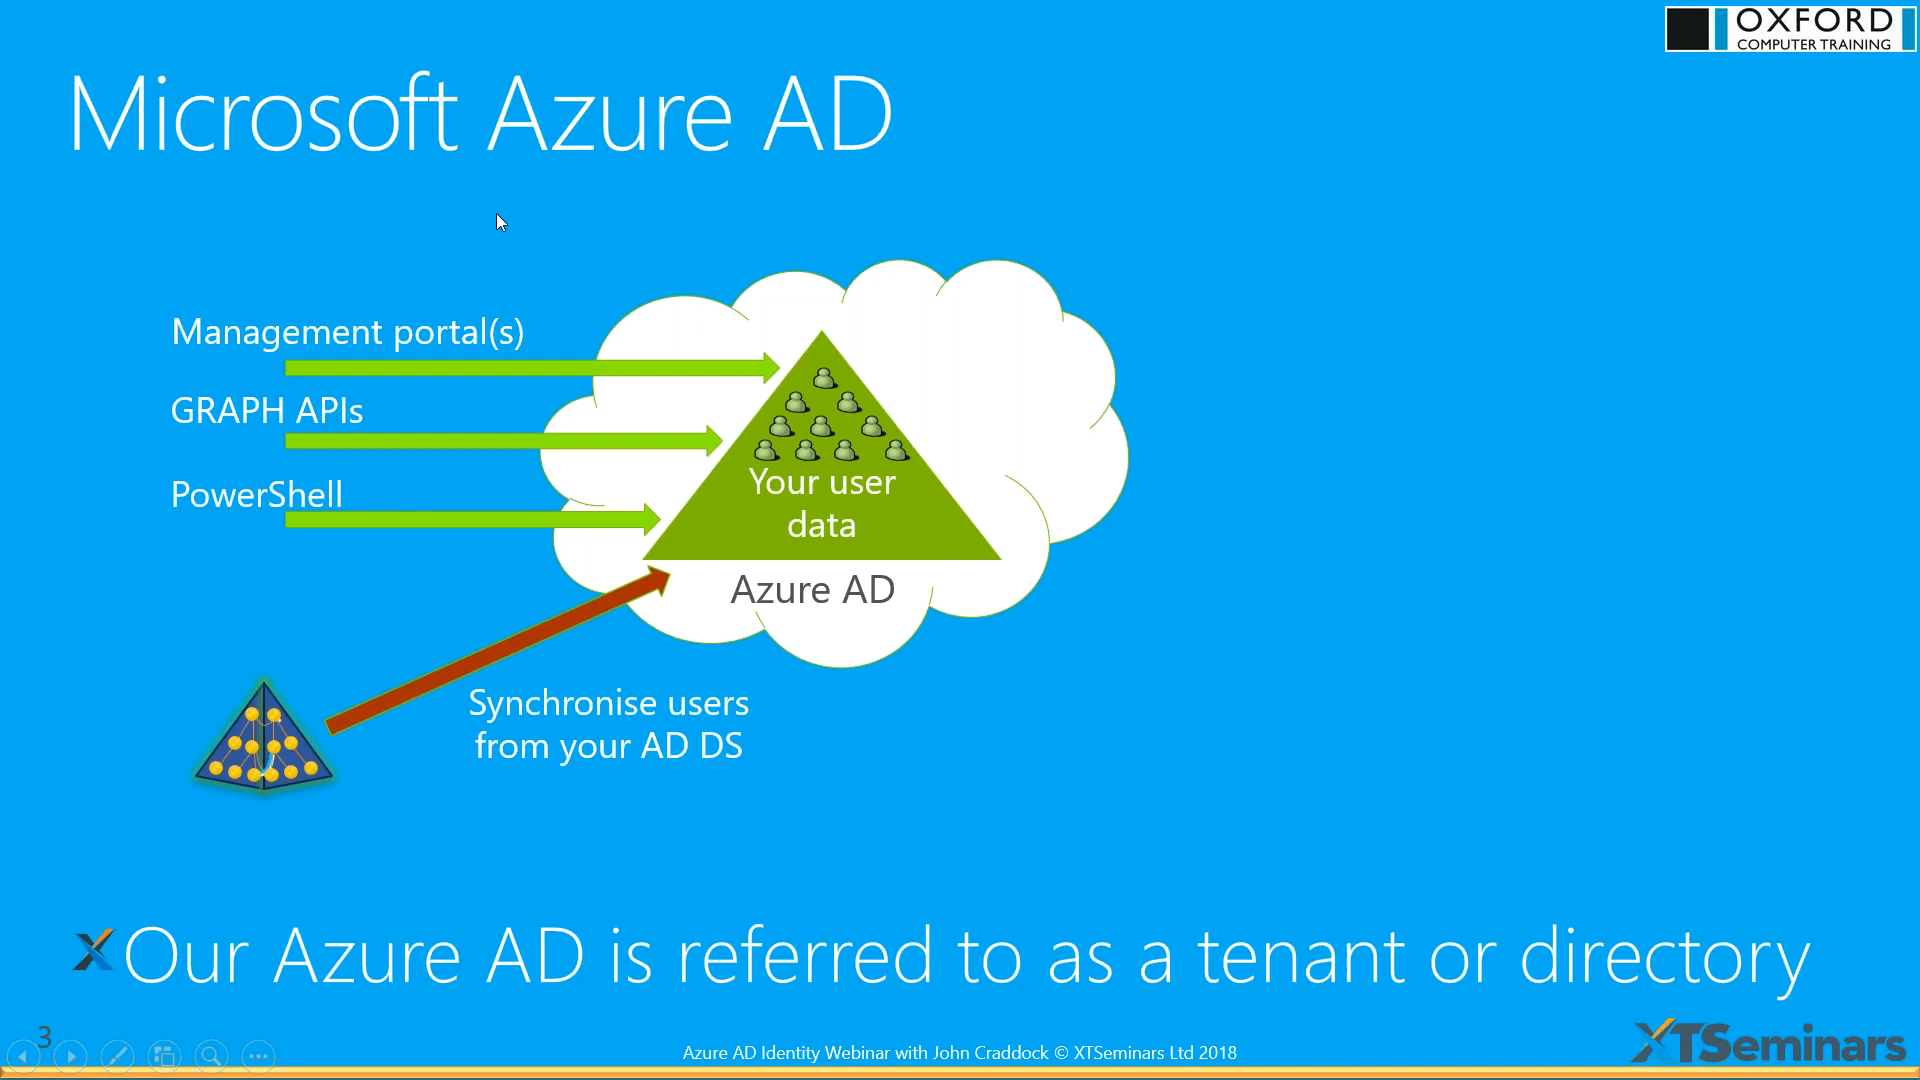 OXFORD
COMPUTER TRAINING
Microsoft Azure AD
Management portal(s)
GRAPH APIs
PowerShell
Your user
data
Azure AD
Synchronise users
from your AD DS
Our Azure AD is referred to as a tenant or directory
3
Azure AD Identity Webinar with John Craddock © XTSeminars Ltd 2018
XTSeminars